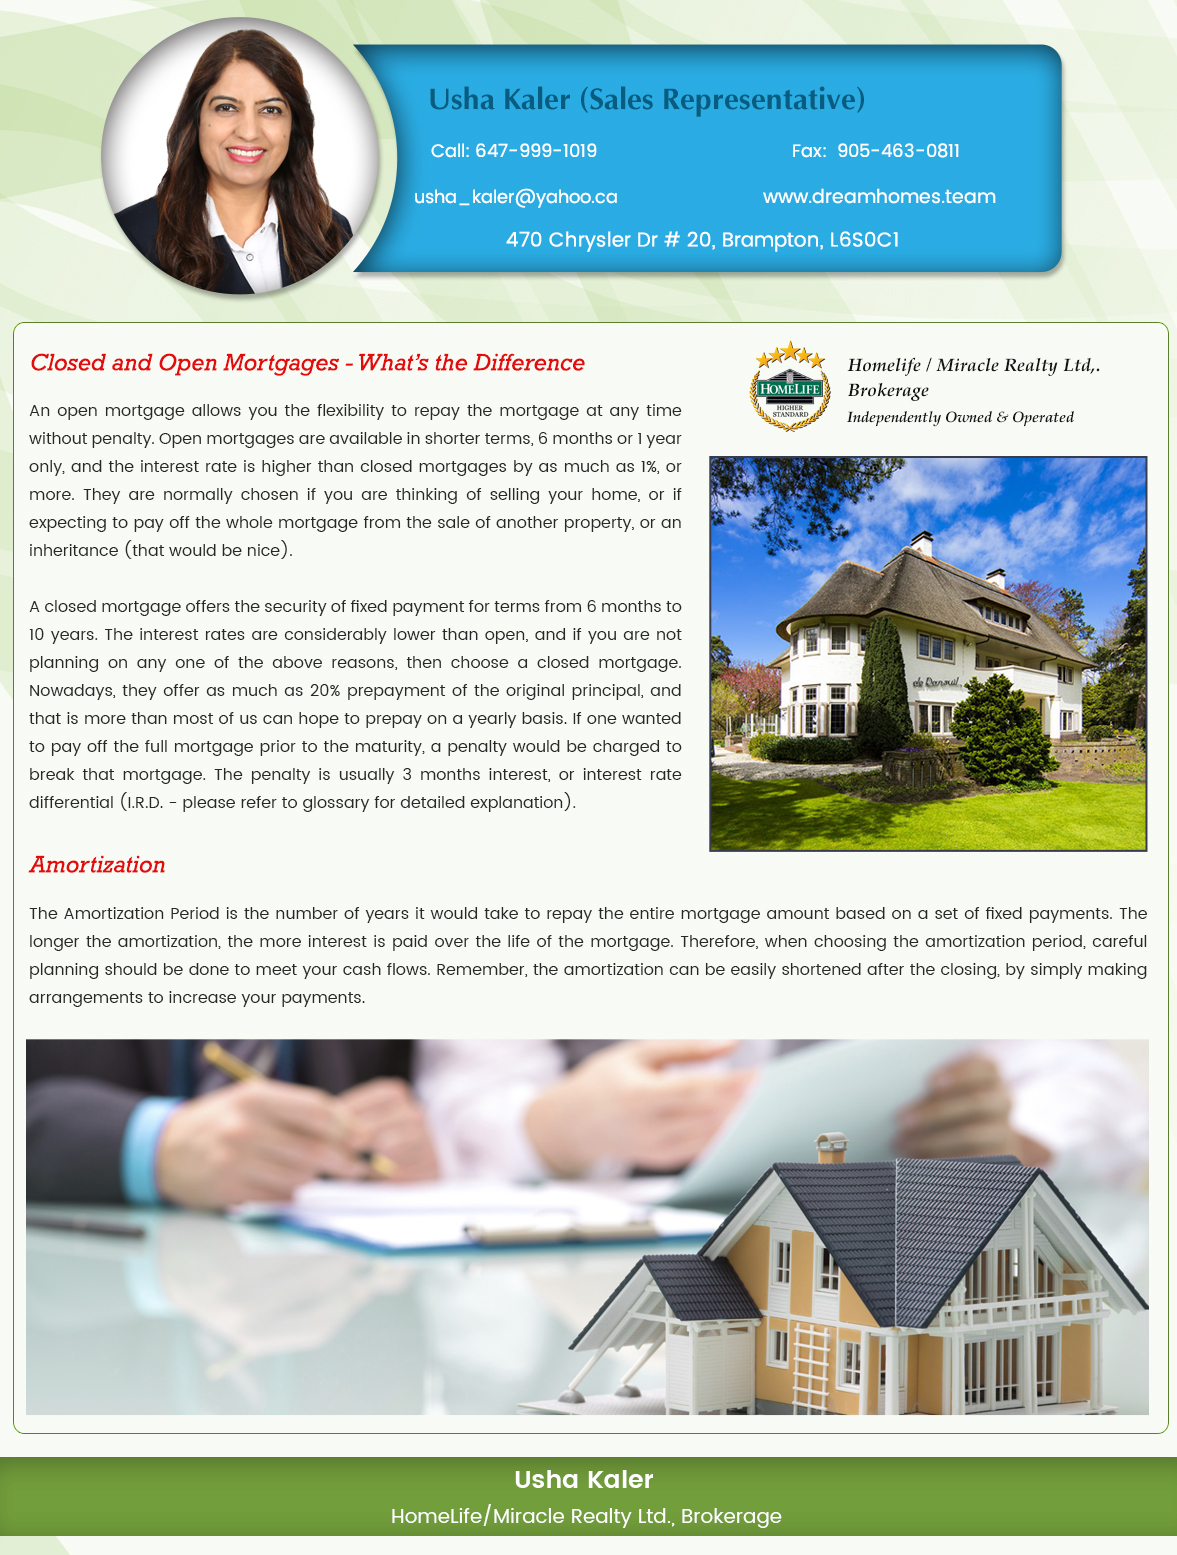 Usha Kaler (Sales Representative)
Call: 647-999-1019
Fax: 905-463-0811
usha_kaler@yahoo.ca
www.dreamhomes.team
470 Chrysler Dr # 20, Brampton, L6S0C1
Closed and Open Mortgages - What's the Difference
An open mortgage allows you the flexibility to repay the mortgage at any time
without penalty. Open mortgages are available in shorter terms, 6 months or 1 year
only, and the interest rate is higher than closed mortgages by as much as 1%, or
more. They are normally chosen if you are thinking of selling your home, or if
expecting to pay off the whole mortgage from the sale of another property, or an
inheritance (that would be nice).
A closed mortgage offers the security of fixed payment for terms from 6 months to
10 years. The interest rates are considerably lower than open, and if you are not
planning on any one of the above reasons, then choose a closed mortgage.
Nowadays, they offer as much as 20% prepayment of the original principal, and
that is more than most of us can hope to prepay on a yearly basis. If one wanted
to pay off the full mortgage prior to the maturity, a penalty would be charged to
break that mortgage. The penalty is usually 3 months interest, or interest rate
differential (I.R.D. - please refer to glossary for detailed explanation).
HOMELIFE
HIGHER
STANDARD
Homelife / Miracle Realty Ltd,.
Brokerage
Independently Owned & Operated
Amortization
The Amortization Period is the number of years it would take to repay the entire mortgage amount based on a set of fixed payments. The
longer the amortization, the more interest is paid over the life of the mortgage. Therefore, when choosing the amortization period, careful
planning should be done to meet your cash flows. Remember, the amortization can be easily shortened after the closing, by simply making
arrangements to increase your payments.
Usha Kaler
HomeLife/Miracle Realty Ltd., Brokerage